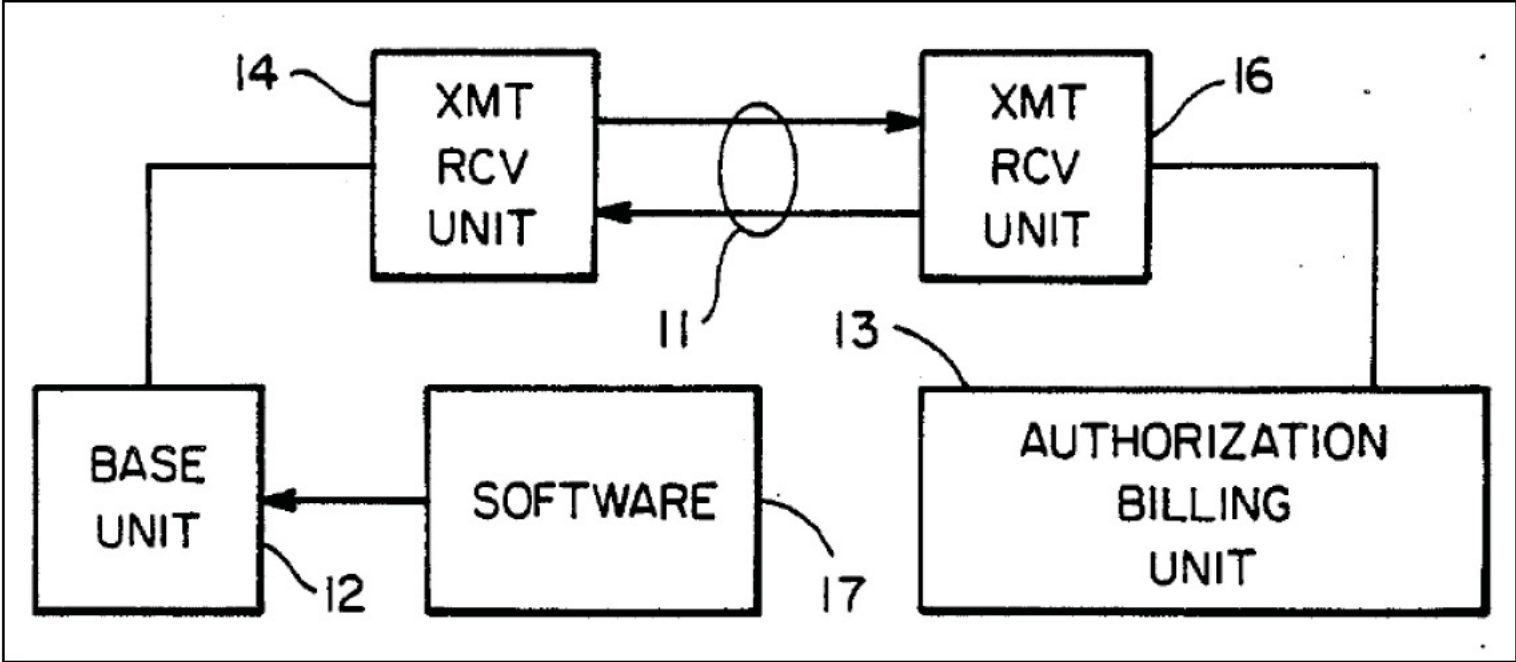 14
XMT
RCV
UNIT
XMT
RCV
UNIT
16
11
13
BASE
UNIT
12
SOFTWARE
17
AUTHORIZATION
BILLING
UNIT